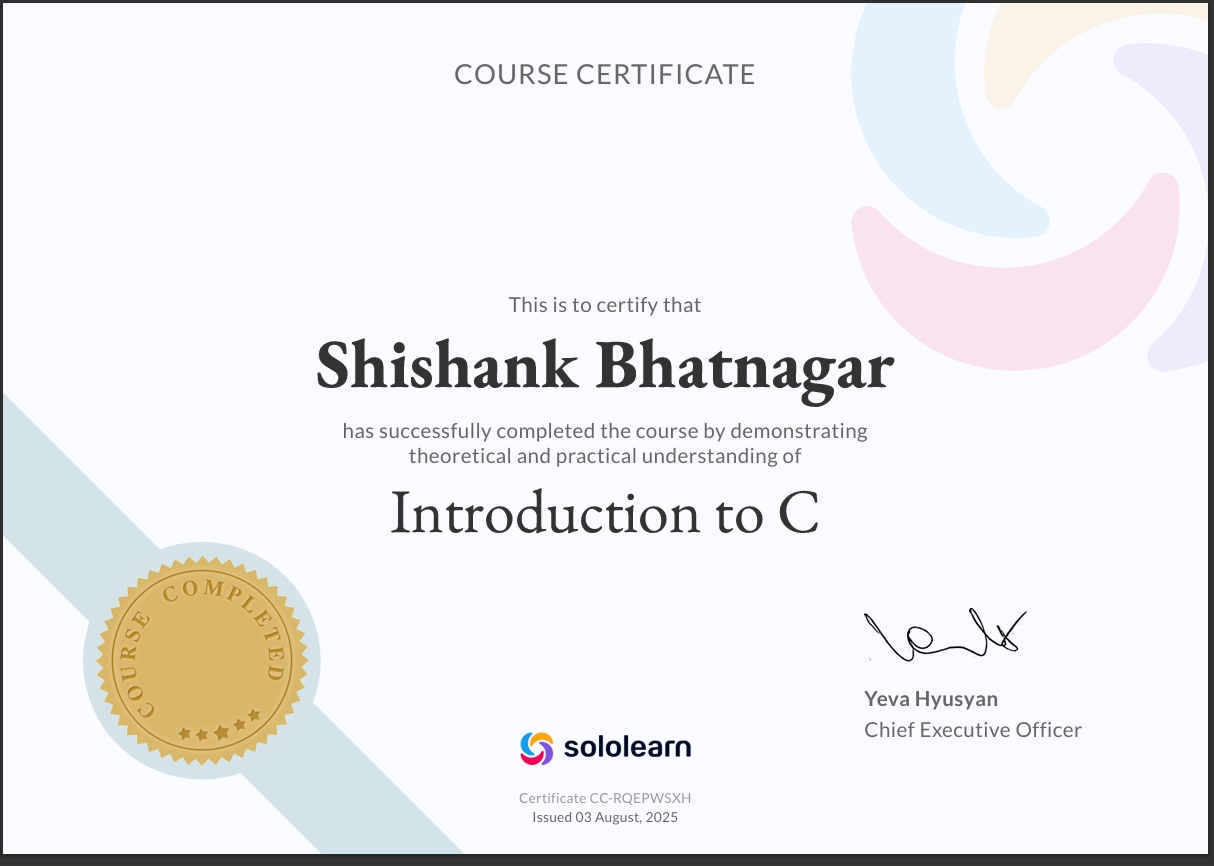 COURSE CERTIFICATE
This is to certify that
Shishank Bhatnagar
has successfully completed the course by demonstrating
theoretical and practical understanding of
Introduction to C
COURSE COMPLETED
Yeva Hyusyan
Chief Executive Officer
sololearn
Certificate CC-RQEPWSXH
Issued 03 August, 2025